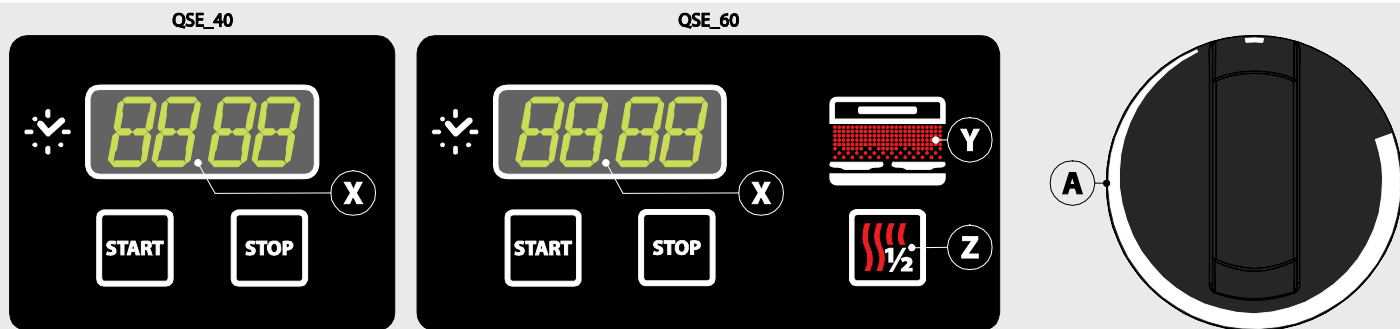 QSE_40
QSE_60
88 88
88 88
Y
X
X
A
START
STOP
START
STOP
½
Z